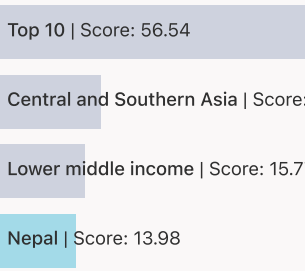 Top 10 | Score: 56.54
Central and Southern Asia | Score:
Lower middle income | Score: 15.7
Nepal | Score: 13.98